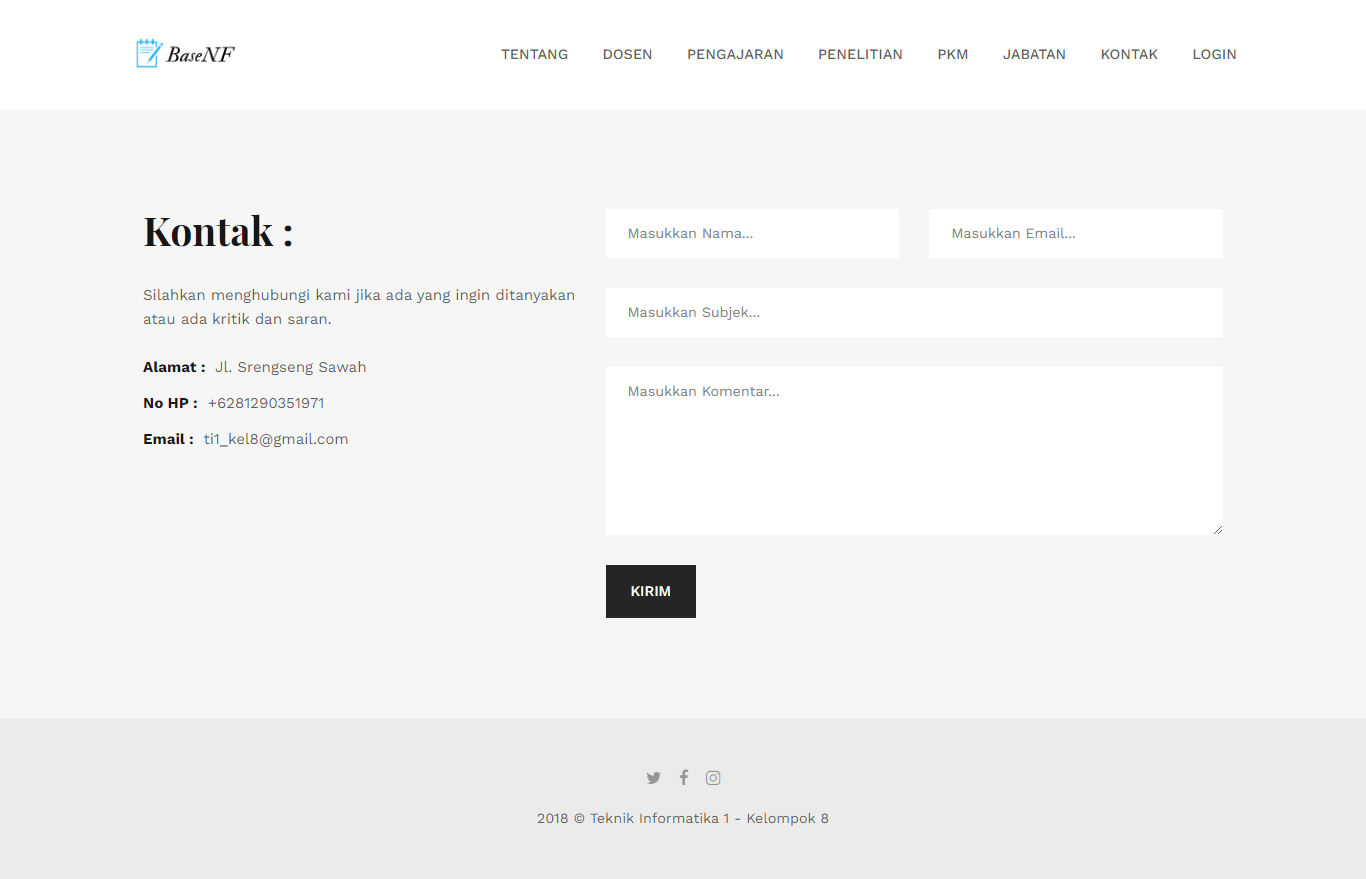 BaseNF
TENTANG DOSEN PENGAJARAN PENELITIAN PKM JABATAN KONTAK LOGIN
Kontak :
Silahkan menghubungi kami jika ada yang ingin ditanyakan
atau ada kritik dan saran.
Alamat : Jl. Srengseng Sawah
No HP : +6281290351971
Email : ti1_kel8@gmail.com
Masukkan Nama...
Masukkan Email...
Masukkan Subjek...
Masukkan Komentar...
KIRIM
2018 © Teknik Informatika 1 - Kelompok 8